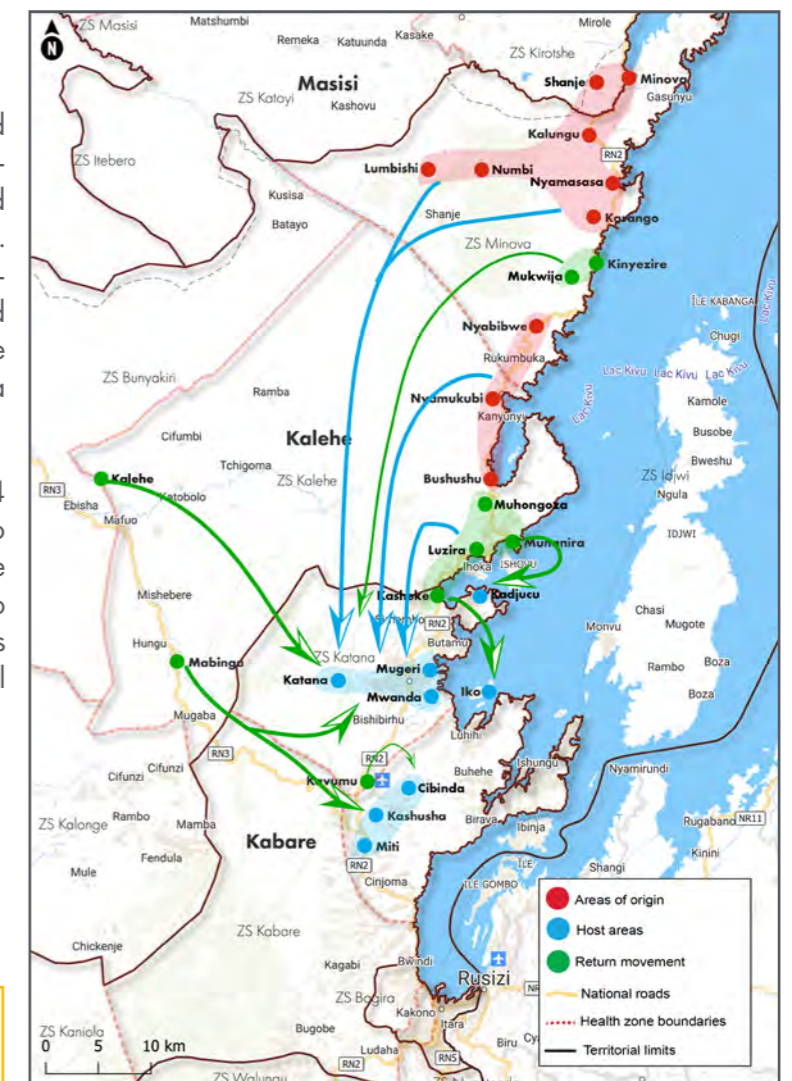 ZS Masisi
Matshumbi
Kasake
Mirole
Remeka
Katuunda
ZS Kirotshe
N
Masisi
Shanje
Minova
ZS Katoyi
Kashovu
Gasunyu
Kalungu
ZS Itebero
RN2
Lumbishi
Numbi
Nyamasasa
Kusisa
Shanje
Karango
Batayo
ZS Minova
Kinyezire
Mukwija
Lac Kivu
ÎLE KABANGA
Nyabibwe
Chugi
Rukumbuka
ZS Bunyakiri
Lac Kivu
Lac Kivu
Lac Kivu
Ramba
Lac Kivu
Kamole
Nyamukubi
Kanyunyi
Cifumbi
Kalehe
Busobe
Tchigoma
Bweshu
Kalehe
ZS Kalehe
Bushushu
ZS Idjwi
RN3
Katobolo
Ngula
Ebisha
Muhongoza
Mafuo
IDJWI
Luzira
Munanira
Ihoka
ISHOVU
Mishebere
Kasheke
Kadjucu
Chasi
RN2
Mugote
Hungu
Butamu
Monvu
ZS Katana
Mabingu
Mugeri
Rambo
Boza
Katana
Mwanda
Iko
Boza
Mugaba
Bishibirhu
Luhihi
RN3
RN2
Ishungu
Cifunzi
Cifunzi
Kavumu
Buhehe
Nyamirundi
Cibinda
Rambo
Kashusha
Birava
Ibinja
Rugabano
NR11
ZS Kalonge
Mamba
Kabare
Miti
Kinini
Fendula
RN2
ÎLE
Shangi
Mule
Cinjoma
ÎLE GOMBO
Areas of origin
Host areas
ZS Kabare
Return movement
Chickenje
Kagabi
Bwindi
Rusizi
National roads
ZS Bagira
Health zone boundaries
ZS Kaniola
Bugobe
Kakono
Itara
Biru
Territorial limits
0 5 10 km
Ludaha
RN2
RN5
ZS Walungu